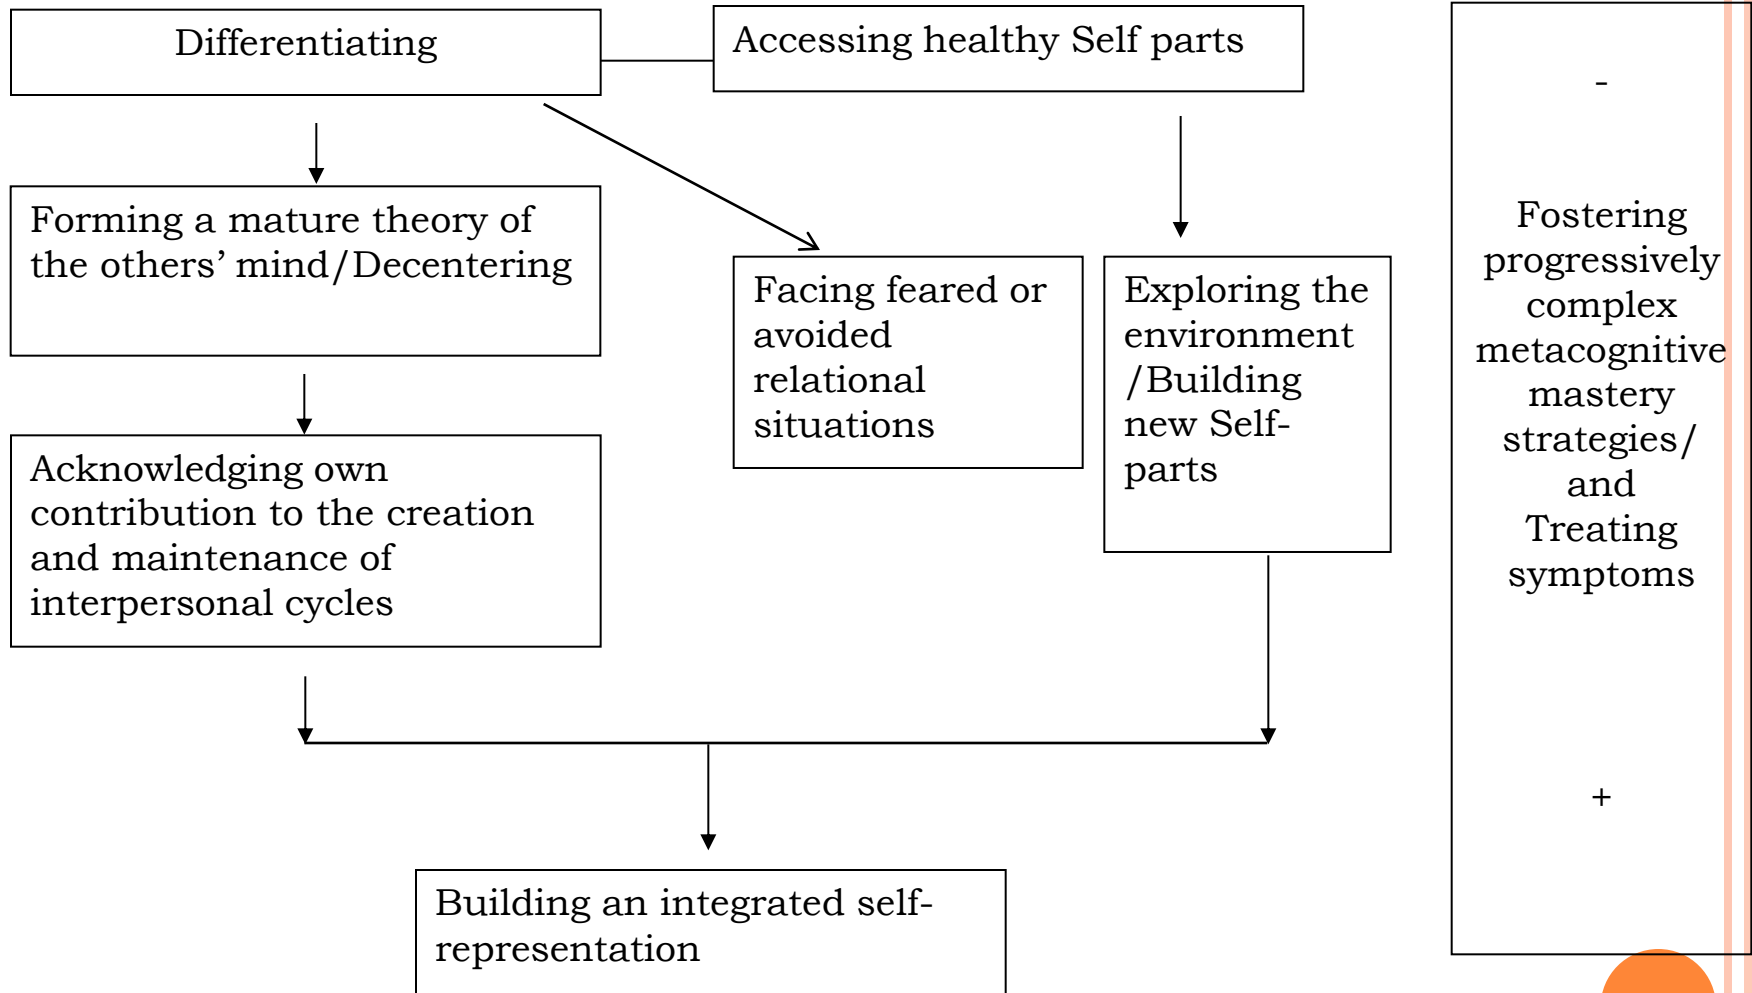 Differentiating
Accessing healthy Self parts
Forming a mature theory of
the others’ mind/Decentering
Facing feared or
avoided
relational
situations
Exploring the
environment
/Building
new Self-
parts
Acknowledging own
contribution to the creation
and maintenance of
interpersonal cycles
Building an integrated self-
representation
-
Fostering
progressively
complex
metacognitive
mastery
strategies/
and
Treating
symptoms
+